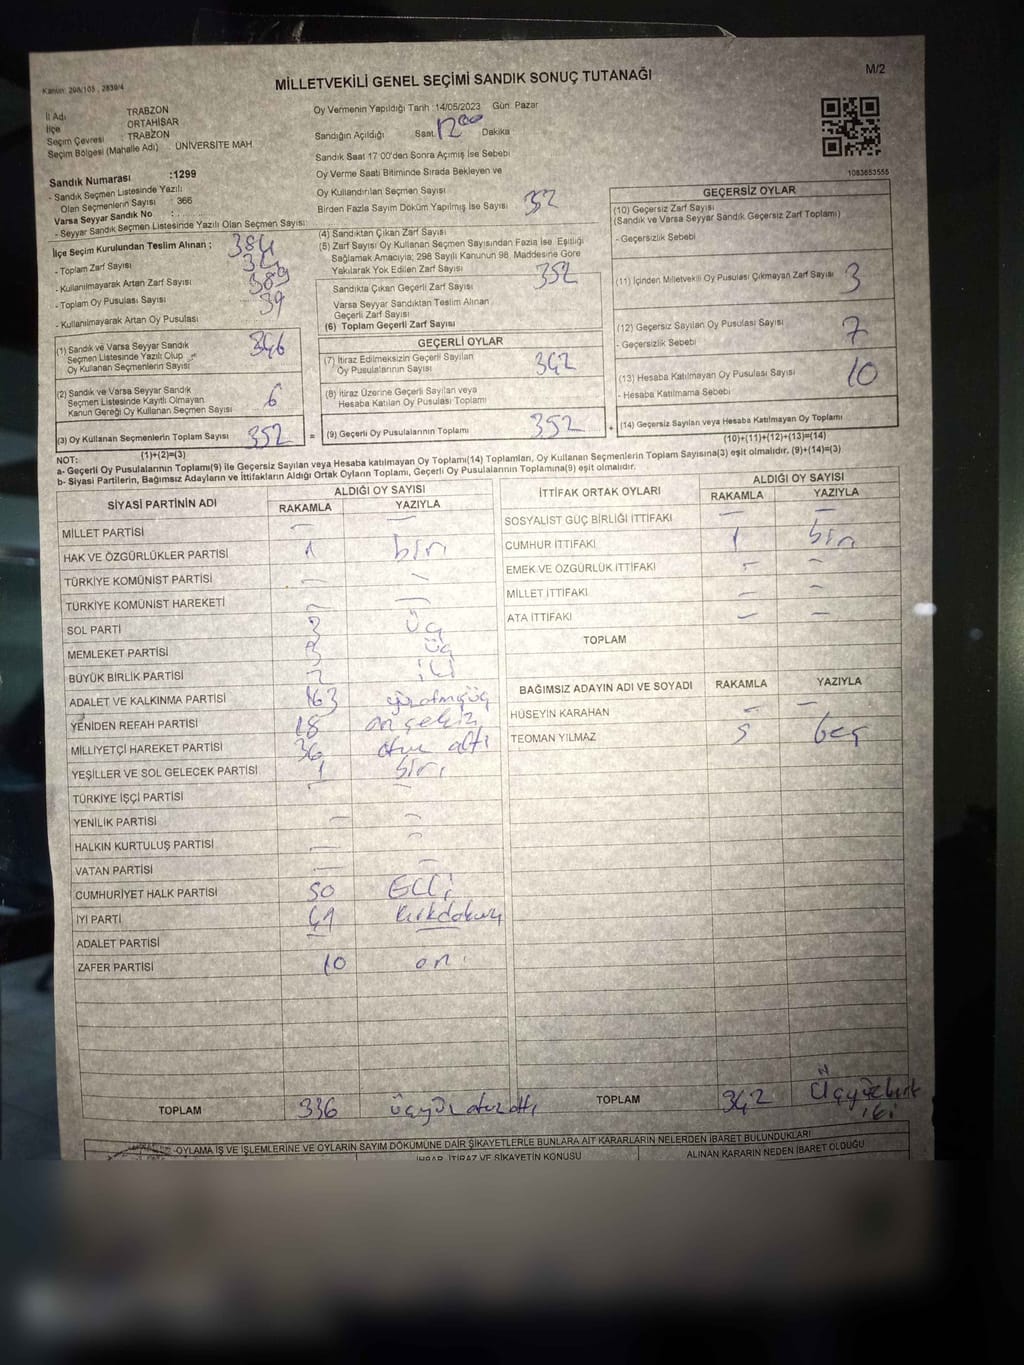 Kanun: 298/105 , 2839/4
MİLLETVEKİLİ GENEL SEÇİMİ SANDIK SONUÇ TUTANAĞI
M/2
İl Adı TRABZON
İlçe ORTAHİSAR
Seçim Çevresi : TRABZON
Seçim Bölgesi (Mahalle Adı) : ÜNİVERSİTE MAH.
Oy Vermenin Yapıldığı Tarih :14/05/2023 Gün: Pazar
Sandığın Açıldığı Saat Dakika
Sandık Saat 17:00'den Sonra Açımış İse Sebebi
Oy Verme Saati Bitiminde Sırada Bekleyen ve
Oy Kullandırılan Seçmen Sayısı
Birden Fazla Sayım Döküm Yapılmış İse Sayısı 352
1083653555
Sandık Numarası :1299
- Sandık Seçmen Listesinde Yazılı
Olan Seçmenlerin Sayısı : 366
Varsa Seyyar Sandık No :
- Seyyar Sandık Seçmen Listesinde Yazılı Olan Seçmen Sayısı:
İlçe Seçim Kurulundan Teslim Alınan ;
- Toplam Zarf Sayısı 384
- Kullanılmayarak Artan Zarf Sayısı
- Toplam Oy Pusulası Sayısı 389
- Kullanılmayarak Artan Oy Pusulası 39
(1) Sandık ve Varsa Seyyar Sandık
Seçmen Listesinde Yazılı Olup
Oy Kullanan Seçmenlerin Sayısı 346
(2) Sandık ve Varsa Seyyar Sandık
Seçmen Listesinde Kayıtlı Olmayan
Kanun Gereği Oy Kullanan Seçmen Sayısı 6
(3) Oy Kullanan Seçmenlerin Toplam Sayısı 352
(1)+(2)=(3)
(4) Sandıktan Çıkan Zarf Sayısı
(5) Zarf Sayısı Oy Kullanan Seçmen Sayısından Fazla İse, Eşitliği
Sağlamak Amacıyla; 298 Sayılı Kanunun 98. Maddesine Göre
Yakılarak Yok Edilen Zarf Sayısı
Sandıkta Çıkan Geçerli Zarf Sayısı 352
Varsa Seyyar Sandıktan Teslim Alınan
Geçerli Zarf Sayısı
(6) Toplam Geçerli Zarf Sayısı
GEÇERLİ OYLAR
(7) İtiraz Edilmeksizin Geçerli Sayılan
Oy Pusulalarının Sayısı 342
(8) İtiraz Üzerine Geçerli Sayılan veya
Hesaba Katılan Oy Pusulası Toplamı
= (9) Geçerli Oy Pusulalarının Toplamı 352 +
GEÇERSİZ OYLAR
(10) Geçersiz Zarf Sayısı
(Sandık ve Varsa Seyyar Sandık Geçersiz Zarf Toplamı)
- Geçersizlik Sebebi
(11) İçinden Milletvekili Oy Pusulası Çıkmayan Zarf Sayısı 3
(12) Geçersiz Sayılan Oy Pusulası Sayısı 7
- Geçersizlik Sebebi
(13) Hesaba Katılmayan Oy Pusulası Sayısı 10
- Hesaba Katılmama Sebebi
(14) Geçersiz Sayılan veya Hesaba Katılmayan Oy Toplamı
(10)+(11)+(12)+(13)=(14)
NOT:
a- Geçerli Oy Pusulalarının Toplamı(9) ile Geçersiz Sayılan veya Hesaba katılmayan Oy Toplamı(14) Toplamları, Oy Kullanan Seçmenlerin Toplam Sayısına(3) eşit olmalıdır. (9)+(14)=(3)
b- Siyasi Partilerin, Bağımsız Adayların ve İttifakların Aldığı Ortak Oyların Toplamı, Geçerli Oy Pusulalarının Toplamına(9) eşit olmalıdır.
SİYASİ PARTİNİN ADI ALDIĞI OY SAYISI
RAKAMLA YAZIYLA
MİLLET PARTİSİ — —
HAK VE ÖZGÜRLÜKLER PARTİSİ 1 bir
TÜRKİYE KOMÜNİST PARTİSİ — —
TÜRKİYE KOMÜNİST HAREKETİ — —
SOL PARTİ 3 üç
MEMLEKET PARTİSİ 3 üç
BÜYÜK BİRLİK PARTİSİ 2 iki
ADALET VE KALKINMA PARTİSİ 163
YENİDEN REFAH PARTİSİ 18 on sekiz
MİLLİYETÇİ HAREKET PARTİSİ 36 otuz altı
YEŞİLLER VE SOL GELECEK PARTİSİ 1 bir
TÜRKİYE İŞÇİ PARTİSİ — —
YENİLİK PARTİSİ — —
HALKIN KURTULUŞ PARTİSİ — —
VATAN PARTİSİ — —
CUMHURİYET HALK PARTİSİ 50 Elli
İYİ PARTİ 49 kırkdokuz
ADALET PARTİSİ
ZAFER PARTİSİ 10 on
TOPLAM 336 üçyüz otuzaltı
İTTİFAK ORTAK OYLARI ALDIĞI OY SAYISI
RAKAMLA YAZIYLA
SOSYALİST GÜÇ BİRLİĞİ İTTİFAKI — —
CUMHUR İTTİFAKI 1 bir
EMEK VE ÖZGÜRLÜK İTTİFAKI — —
MİLLET İTTİFAKI — —
ATA İTTİFAKI — —
TOPLAM
BAĞIMSIZ ADAYIN ADI VE SOYADI RAKAMLA YAZIYLA
HÜSEYİN KARAHAN — —
TEOMAN YILMAZ 5 beş
TOPLAM 342 Üçyüzkırk iki
OYLAMA İŞ VE İŞLEMLERİNE VE OYLARIN SAYIM DÖKÜMÜNE DAİR ŞİKAYETLERLE BUNLARA AİT KARARLARIN NELERDEN İBARET BULUNDUKLARI
İHBAR, İTİRAZ VE ŞİKAYETİN KONUSU ALINAN KARARIN NEDEN İBARET OLDUĞU